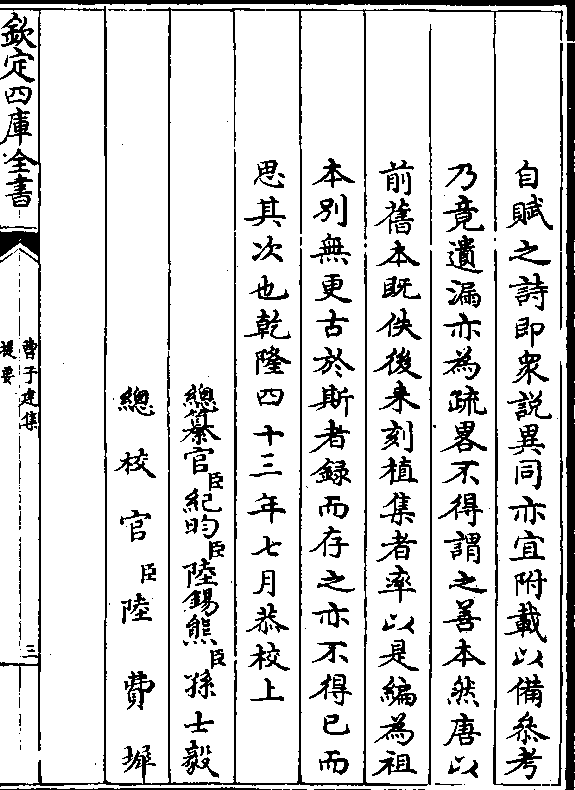 自賦之詩即衆說異同亦宜附載以備叅考
乃竟遺漏亦為疏畧不得謂之善本然唐以
前舊本既佚後来刻植集者率以是編為祖
本別無更古於斯者録而存之亦不得已而
思其次也乾隆四十三年七月恭校上
總纂官臣紀昀臣陸錫熊臣孫士毅
總校官臣陸費墀
欽定四庫全書
曹子建集
提要
三